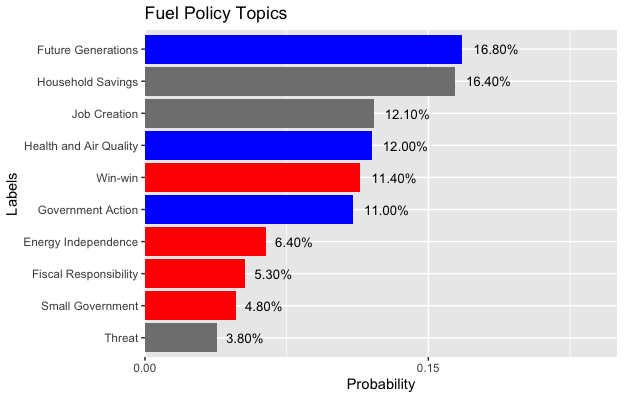 Fuel Policy Topics
Labels
Future Generations 16.80%
Household Savings 16.40%
Job Creation 12.10%
Health and Air Quality 12.00%
Win-win 11.40%
Government Action 11.00%
Energy Independence 6.40%
Fiscal Responsibility 5.30%
Small Government 4.80%
Threat 3.80%
0.00 0.15
Probability